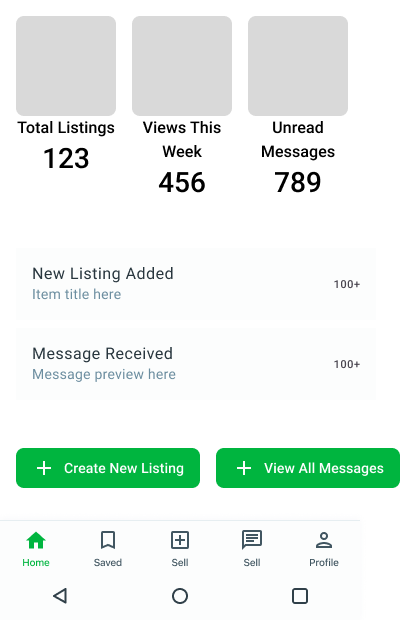 Total Listings
Views This
Week
Unread
Messages
123
456
789
New Listing Added
Item title here
100+
Message Received
Message preview here
100+
Create New Listing
View All Messages
Home
Saved
Sell
Sell
Profile